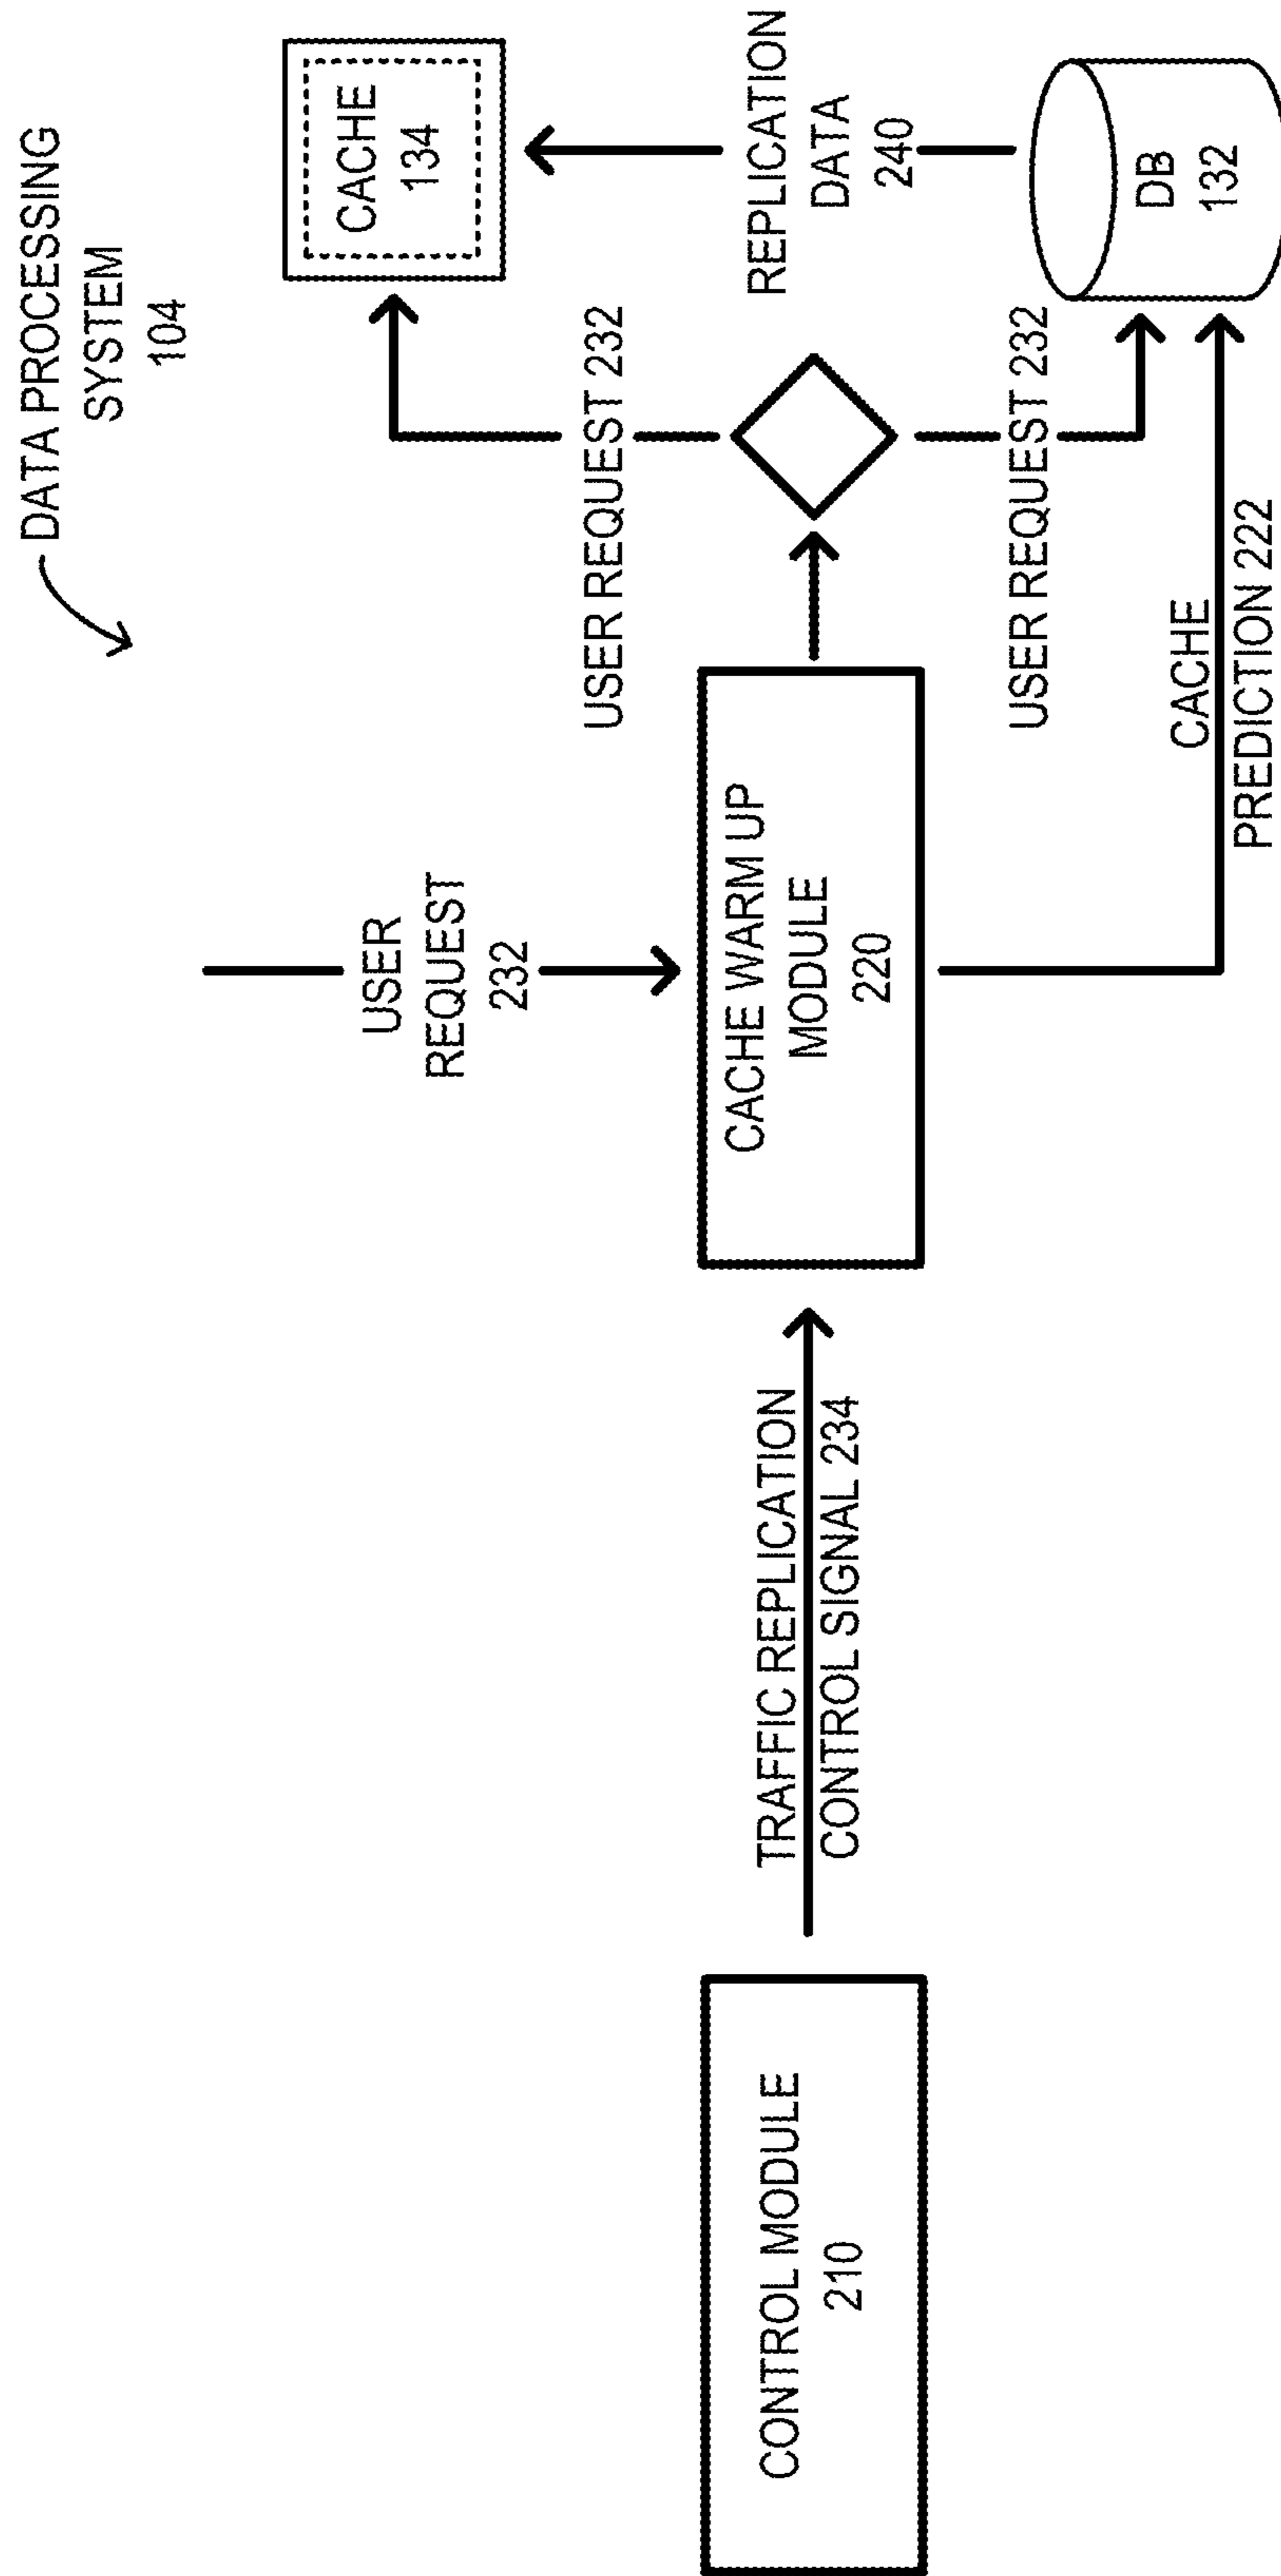 DATA PROCESSING
SYSTEM
104
CACHE
134
USER
REQUEST
232
USER REQUEST 232
REPLICATION
DATA
240
CONTROL MODULE
210
TRAFFIC REPLICATION
CONTROL SIGNAL 234
CACHE WARM UP
MODULE
220
USER REQUEST 232
DB
132
CACHE
PREDICTION 222